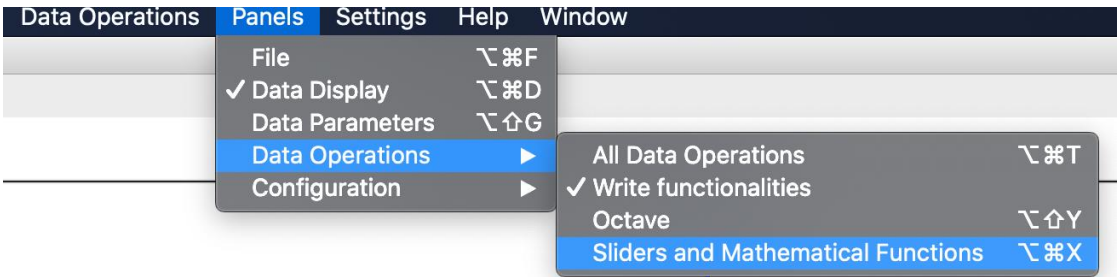 Data Operations Panels Settings Help Window
File ⌥⌘F
✓ Data Display ⌥⌘D
Data Parameters ⌥⇧G
Data Operations ▶
Configuration ▶
All Data Operations ⌥⌘T
✓ Write functionalities
Octave ⌥⇧Y
Sliders and Mathematical Functions ⌥⌘X